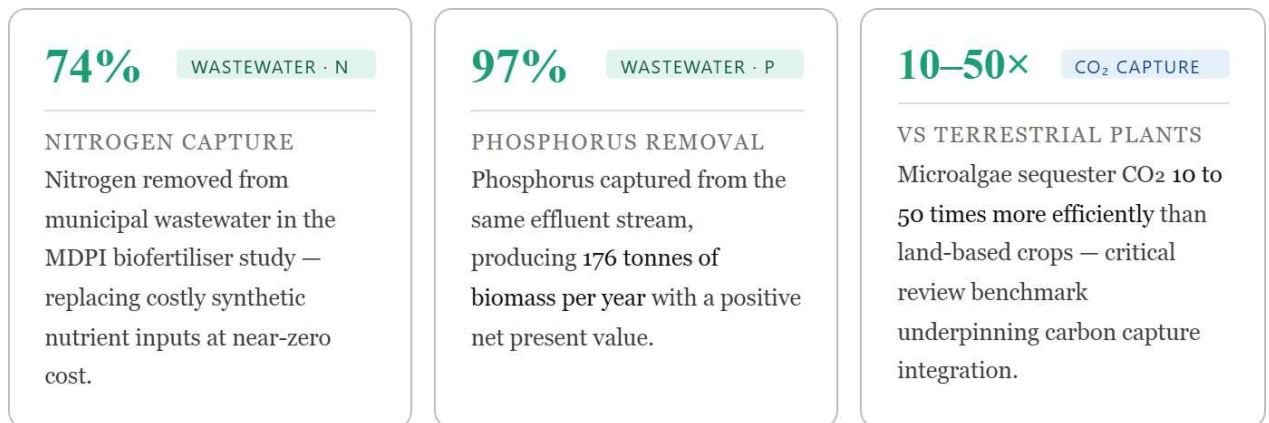 74%
WASTEWATER · N
NITROGEN CAPTURE
Nitrogen removed from
municipal wastewater in the
MDPI biofertiliser study —
replacing costly synthetic
nutrient inputs at near-zero
cost.
97%
WASTEWATER · P
PHOSPHORUS REMOVAL
Phosphorus captured from the
same effluent stream,
producing 176 tonnes of
biomass per year with a positive
net present value.
10–50×
CO₂ CAPTURE
VS TERRESTRIAL PLANTS
Microalgae sequester CO₂ 10 to
50 times more efficiently than
land-based crops — critical
review benchmark
underpinning carbon capture
integration.